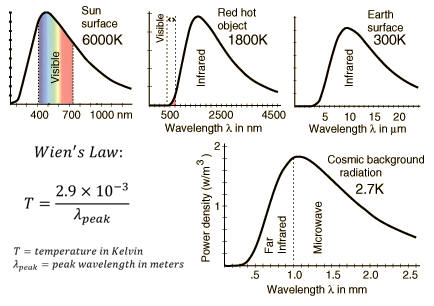 Sun
surface
6000K
Visible
400 700 1000 nm
Visible
Red hot
object
1800K
Infrared
500 2500 4500
Wavelength λ in nm
Earth
surface
300K
Infrared
5 10 15 20
Wavelength λ in μm
Wien's Law:
T = 2.9 × 10⁻³ / λpeak
T = temperature in Kelvin
λpeak = peak wavelength in meters
Power density (w/m³)
2
1
0
Cosmic background
radiation
2.7K
Far
Infrared
Microwave
.5 1.0 1.5 2.0 2.5
λ in mm